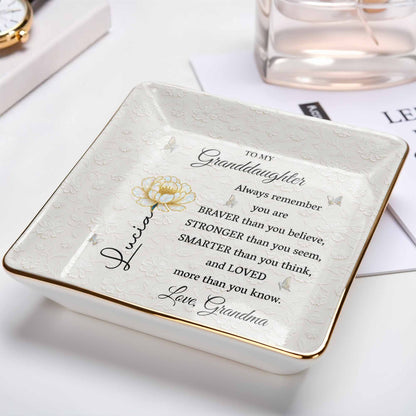 TO MY
Granddaughter
Always remember
you are
BRAVER than you believe,
STRONGER than you seem,
SMARTER than you think,
and LOVED
more than you know.
Love, Grandma
Lucia
LE